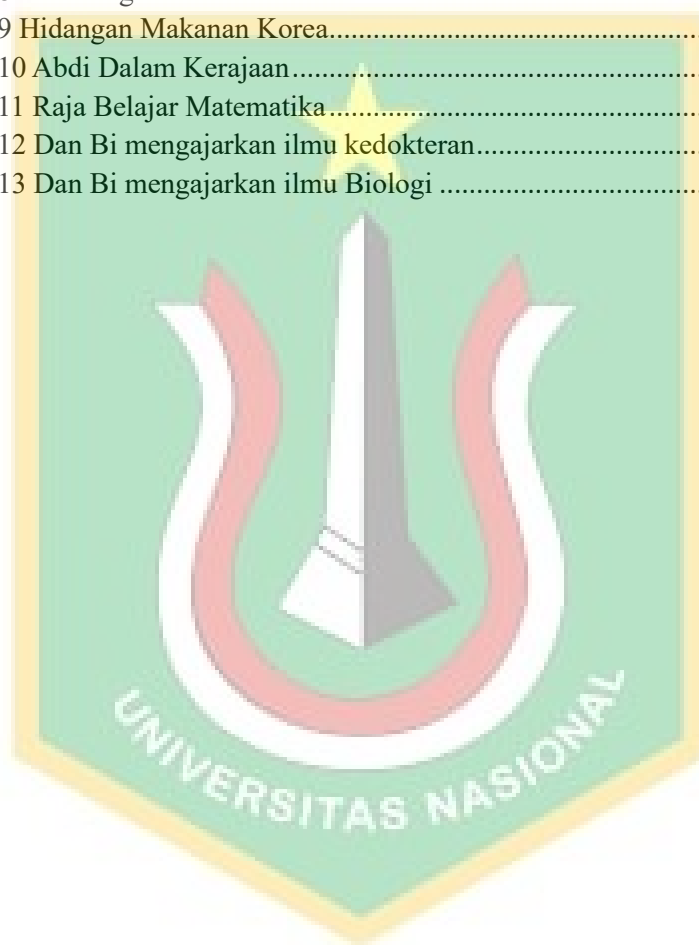 9 Hidangan Makanan Korea
10 Abdi Dalam Kerajaan
11 Raja Belajar Matematika
12 Dan Bi mengajarkan ilmu kedokteran
13 Dan Bi mengajarkan ilmu Biologi
UNIVERSITAS NASIONAL